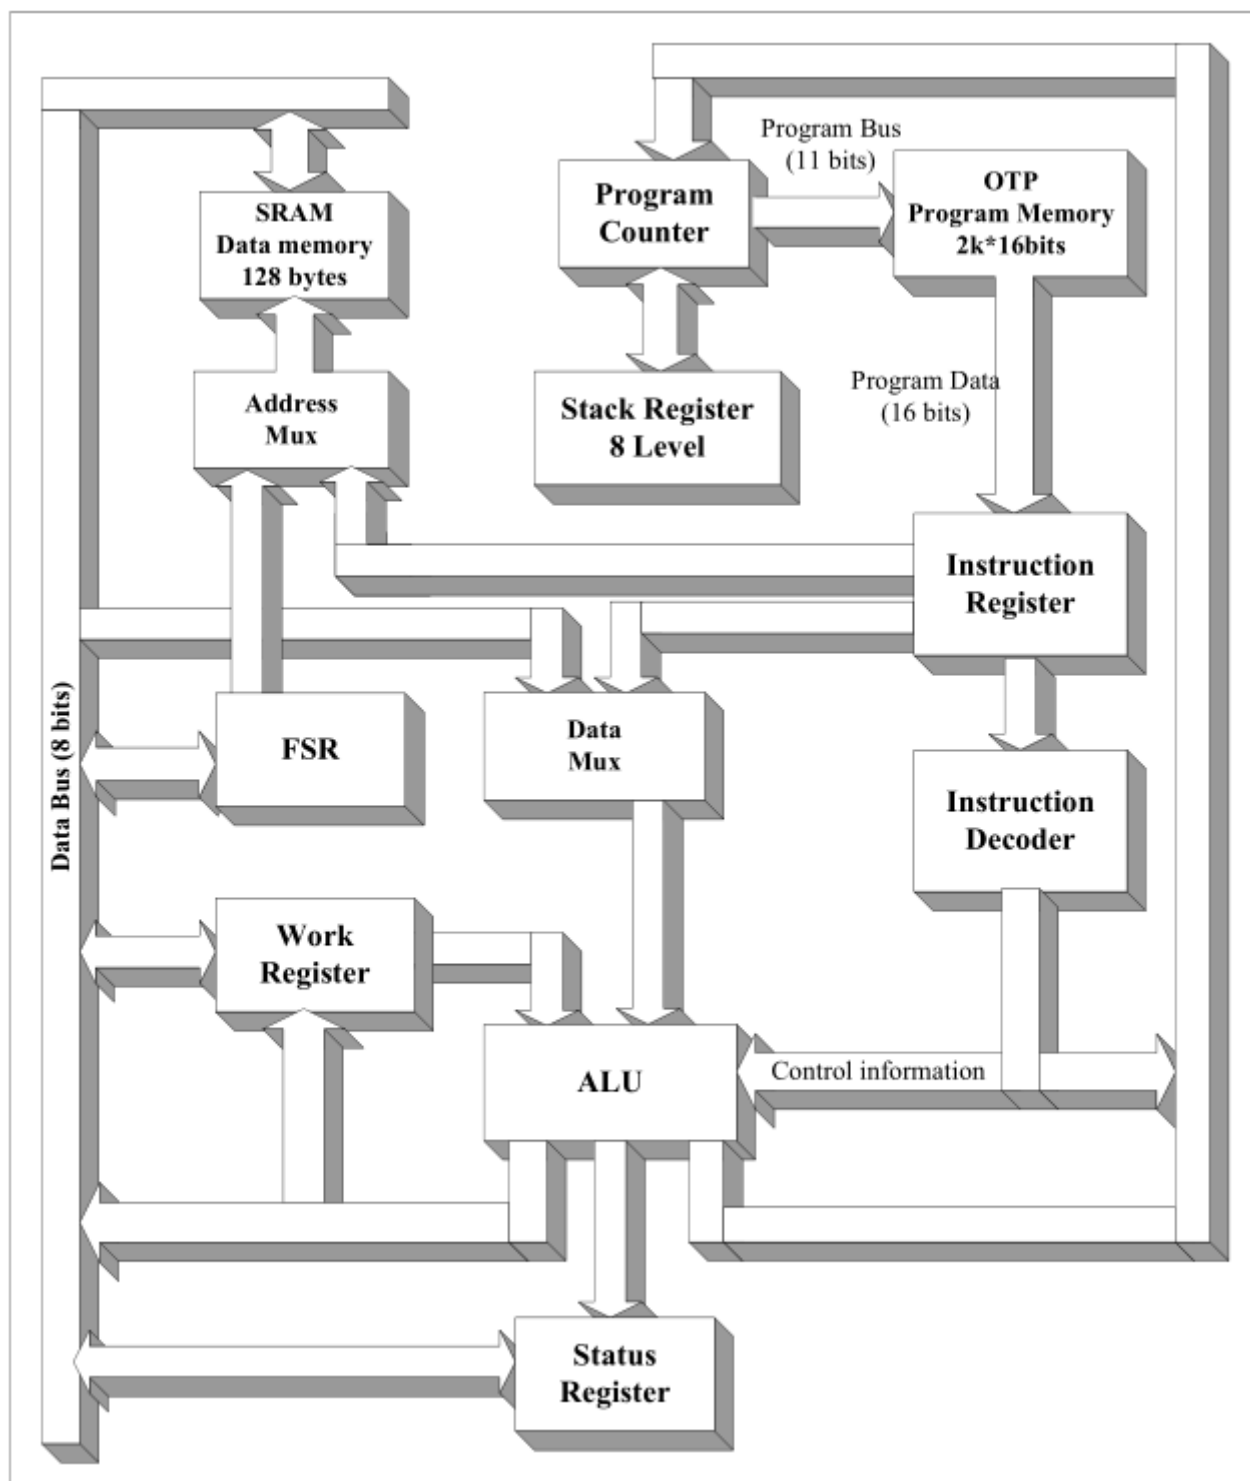 Program Bus
(11 bits)
OTP
Program Memory
2k*16bits
Program
Counter
SRAM
Data memory
128 bytes
Address
Mux
Stack Register
8 Level
Program Data
(16 bits)
Instruction
Register
Data Bus (8 bits)
FSR
Data
Mux
Instruction
Decoder
Work
Register
ALU
Control information
Status
Register